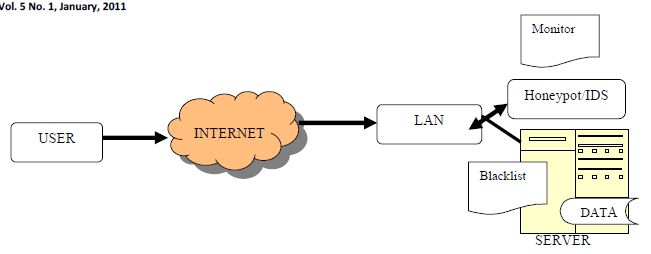 Vol. 5 No. 1, January, 2011
Monitor
Honeypot/IDS
LAN
INTERNET
USER
Blacklist
DATA
SERVER